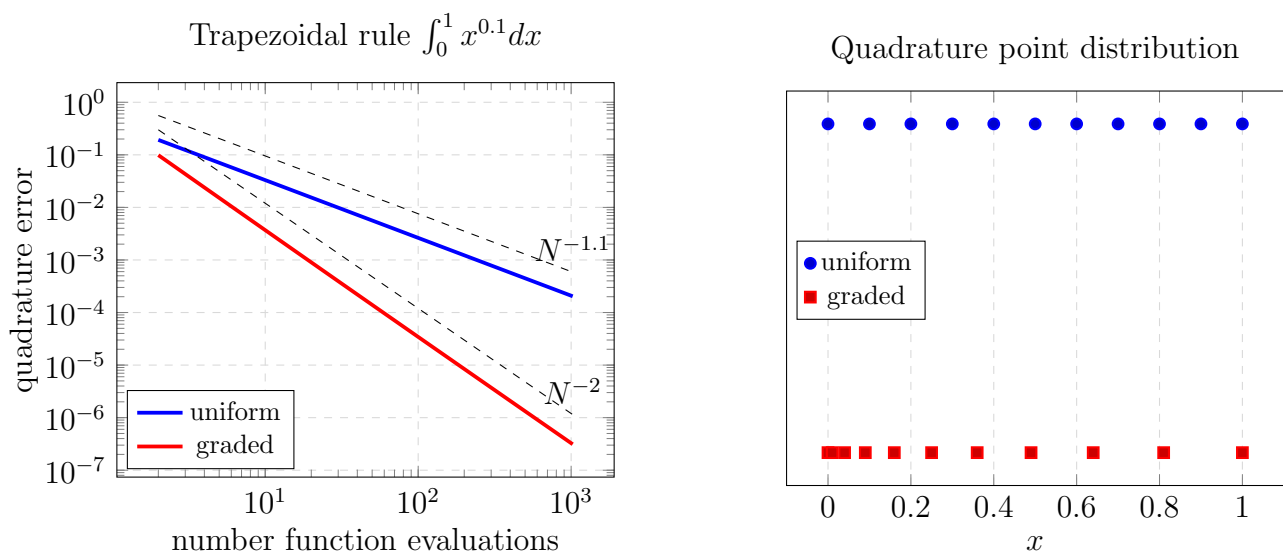 Trapezoidal rule ∫₀¹ x^{0.1}dx
10^0
10^{-1}
10^{-2}
10^{-3}
10^{-4}
10^{-5}
10^{-6}
10^{-7}
quadrature error
N^{-1.1}
N^{-2}
uniform
graded
10^1 10^2 10^3
number function evaluations
Quadrature point distribution
uniform
graded
0 0.2 0.4 0.6 0.8 1
x